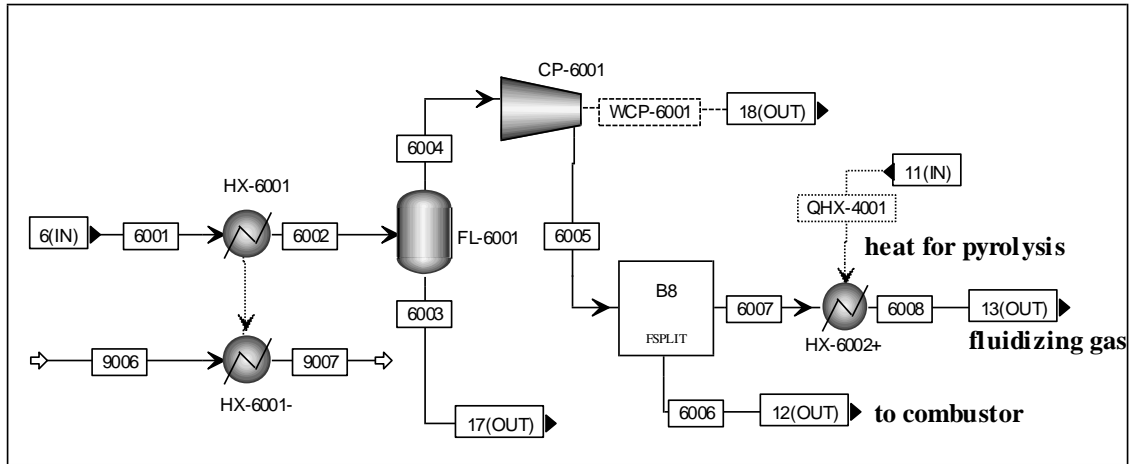 CP-6001
WCP-6001
18(OUT)
6004
11(IN)
HX-6001
QHX-4001
6(IN)
6001
6002
FL-6001
6005
heat for pyrolysis
B8
FSPLIT
6003
6007
6008
13(OUT)
HX-6002+
fluidizing gas
9006
9007
HX-6001-
17(OUT)
6006
12(OUT)
to combustor